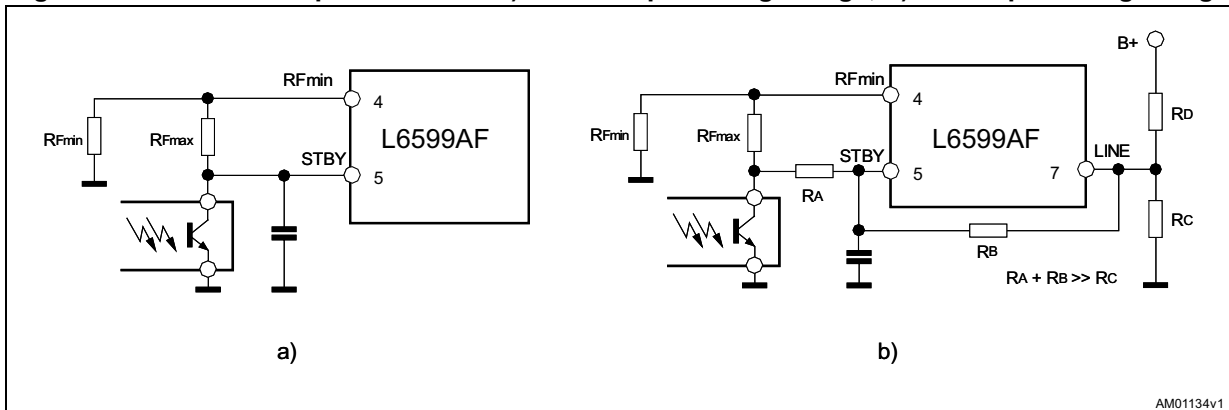 RFmin
4
RFmin
RFmax
L6599AF
STBY
5
a)
B+
RFmin
4
RD
RFmin
RFmax
L6599AF
STBY
LINE
5
7
RA
RC
RB
RA + RB >> RC
b)
AM01134v1